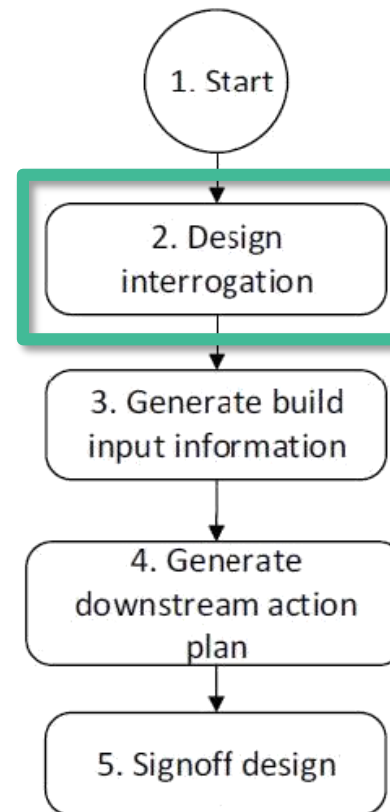 1. Start
2. Design
interrogation
3. Generate build
input information
4. Generate
downstream action
plan
5. Signoff design